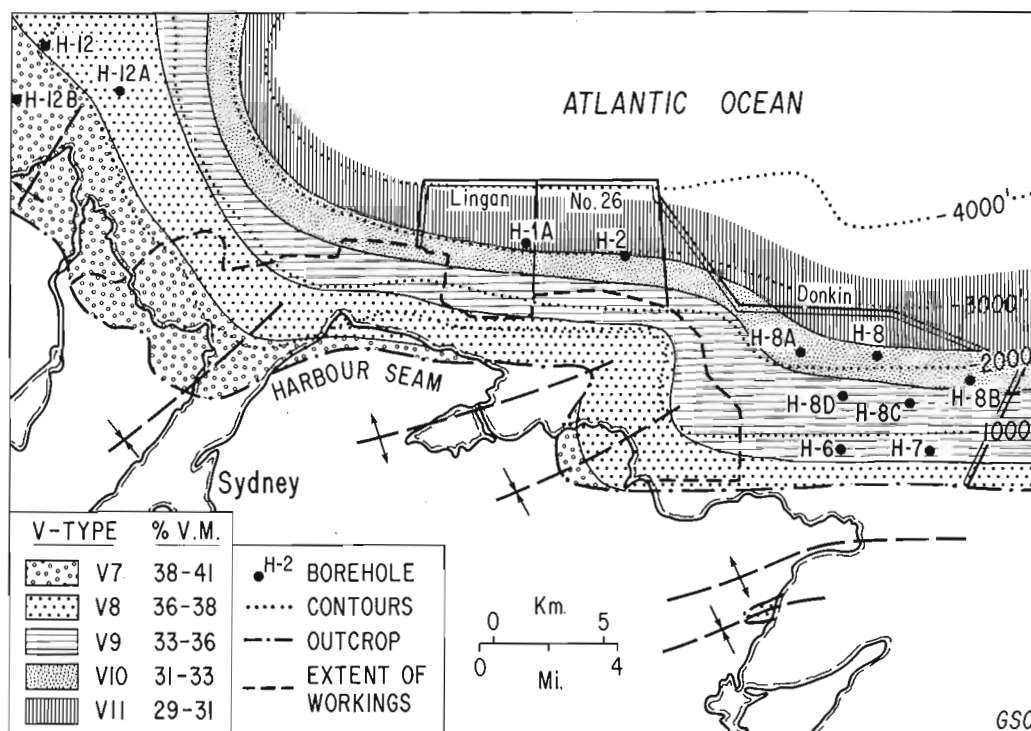 H-12
H-12A
H-12B
ATLANTIC OCEAN
Lingan
No. 26
H-1A
H-2
4000'
3000'
Donkin
H-8A
H-8
2000
H-8B
H-8D
H-8C
1000
H-6
H-7
HARBOUR SEAM
Sydney
V-TYPE % V.M.
V7 38-41
V8 36-38
V9 33-36
V10 31-33
V11 29-31
H-2 BOREHOLE
CONTOURS
OUTCROP
EXTENT OF
WORKINGS
Km.
0 5
0 4
Mi.
GSC